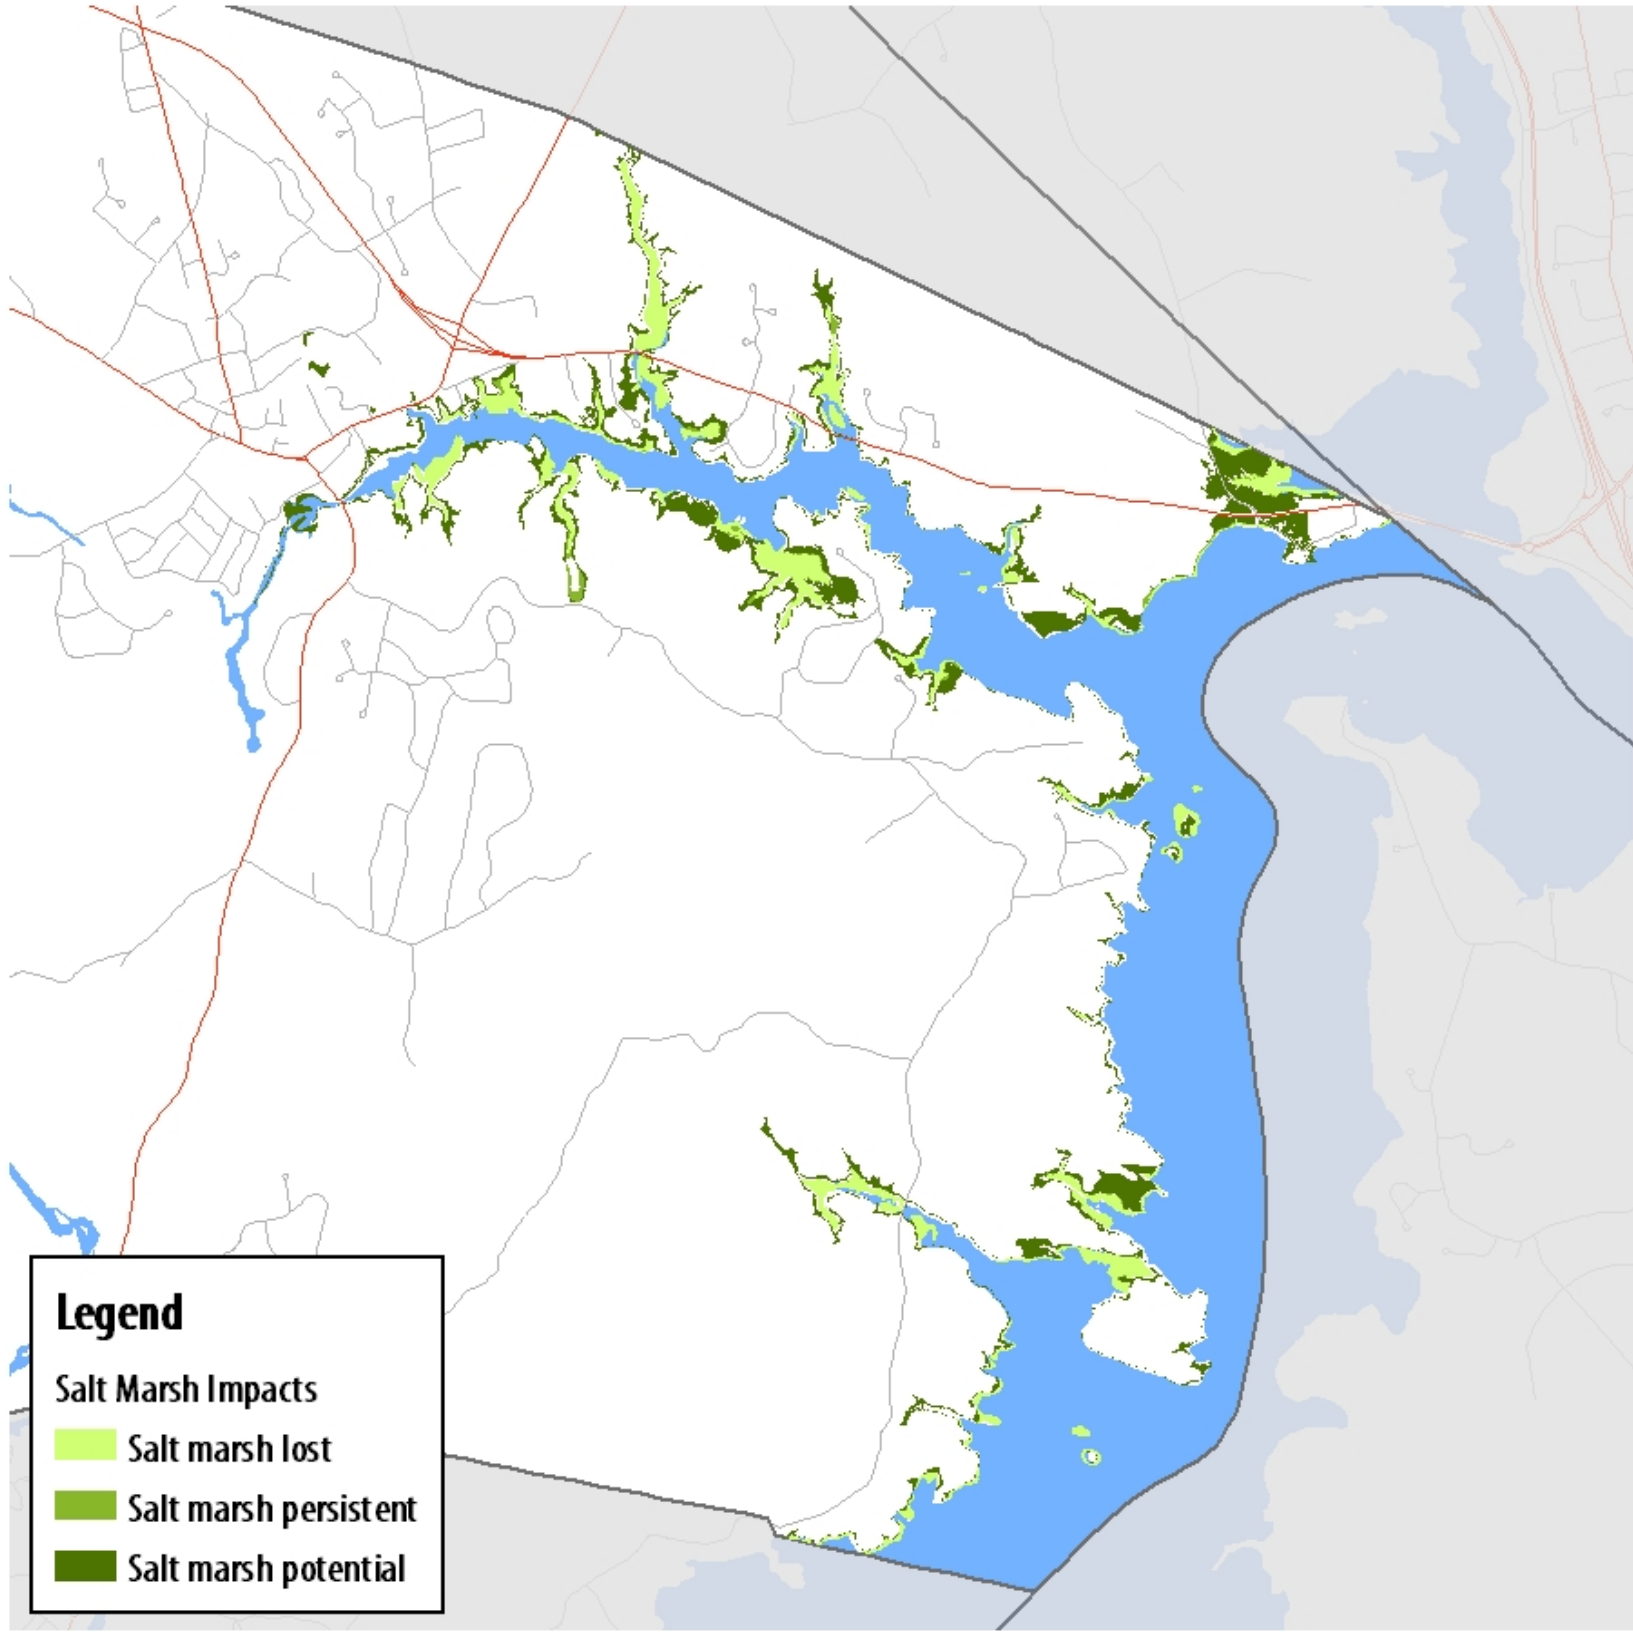 Legend
Salt Marsh Impacts
Salt marsh lost
Salt marsh persistent
Salt marsh potential